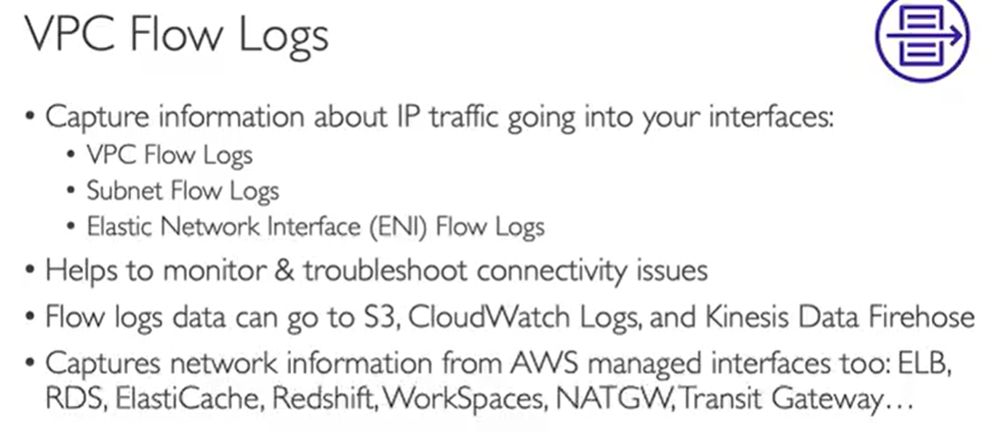 VPC Flow Logs
• Capture information about IP traffic going into your interfaces:
• VPC Flow Logs
• Subnet Flow Logs
• Elastic Network Interface (ENI) Flow Logs
• Helps to monitor & troubleshoot connectivity issues
• Flow logs data can go to S3, CloudWatch Logs, and Kinesis Data Firehose
• Captures network information from AWS managed interfaces too: ELB,
RDS, ElastiCache, Redshift, WorkSpaces, NATGW, Transit Gateway…